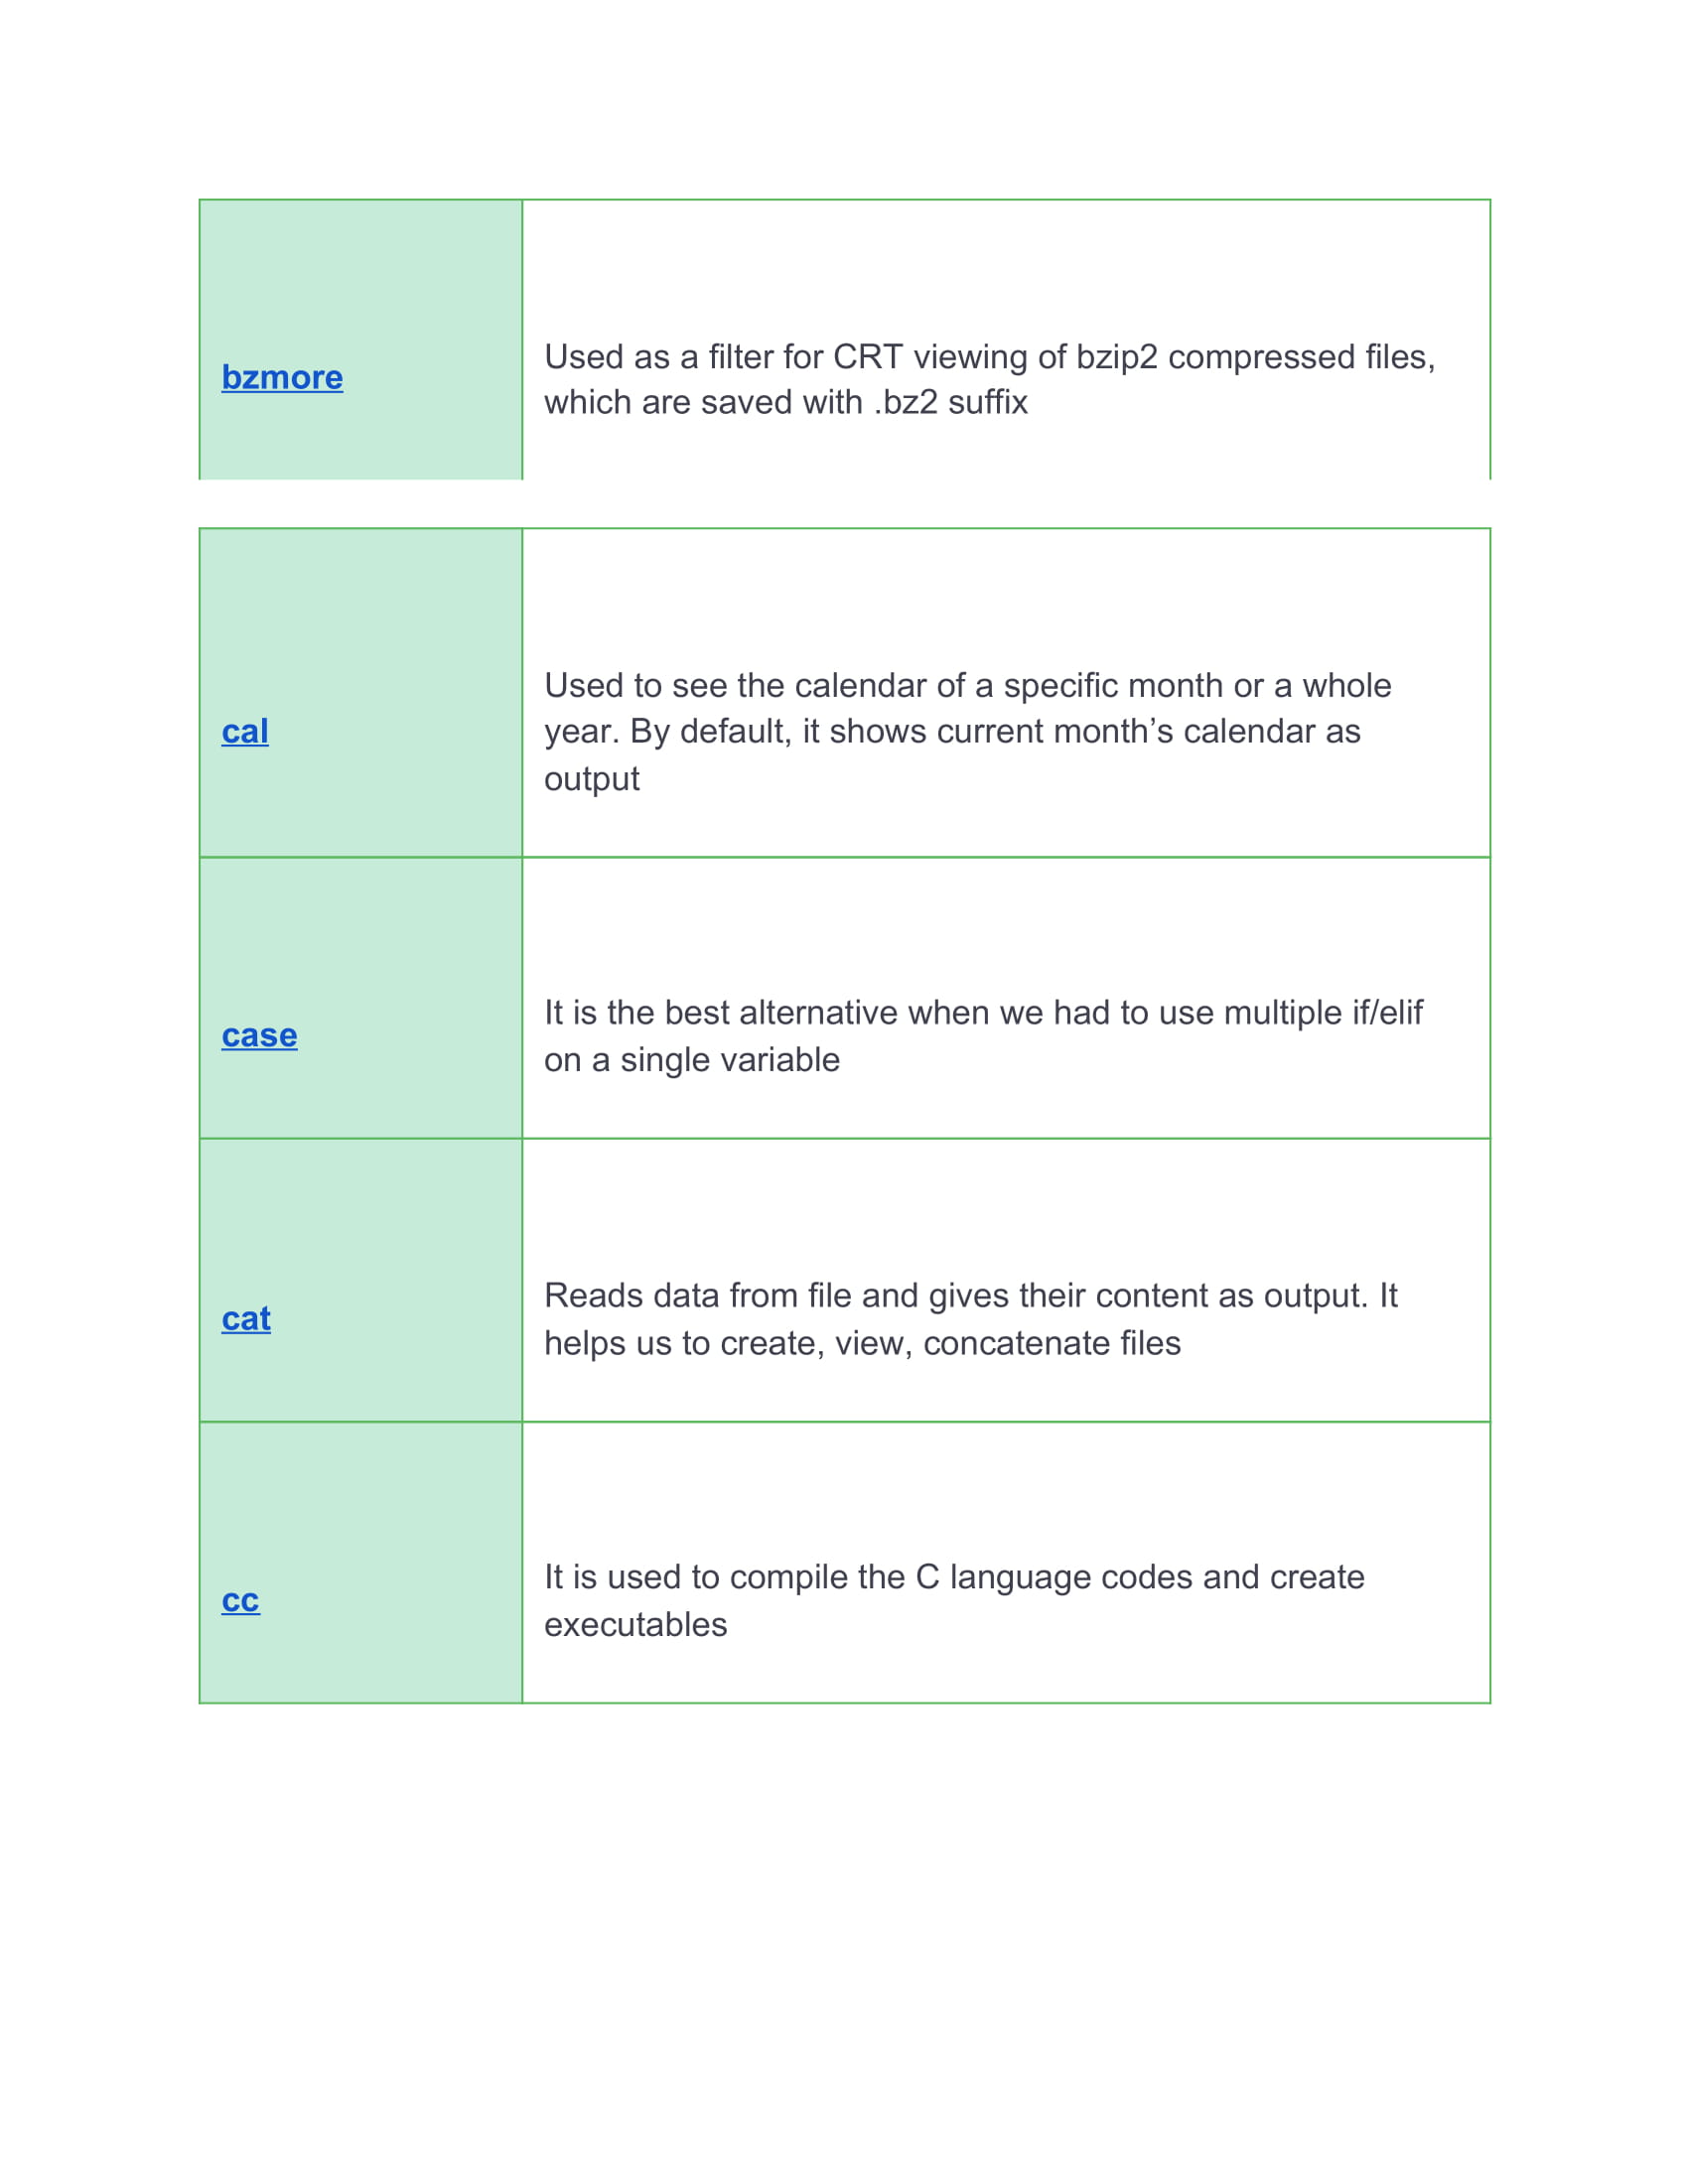 bzmore
Used as a filter for CRT viewing of bzip2 compressed files,
which are saved with .bz2 suffix
cal
Used to see the calendar of a specific month or a whole
year. By default, it shows current month’s calendar as
output
case
It is the best alternative when we had to use multiple if/elif
on a single variable
cat
Reads data from file and gives their content as output. It
helps us to create, view, concatenate files
cc
It is used to compile the C language codes and create
executables